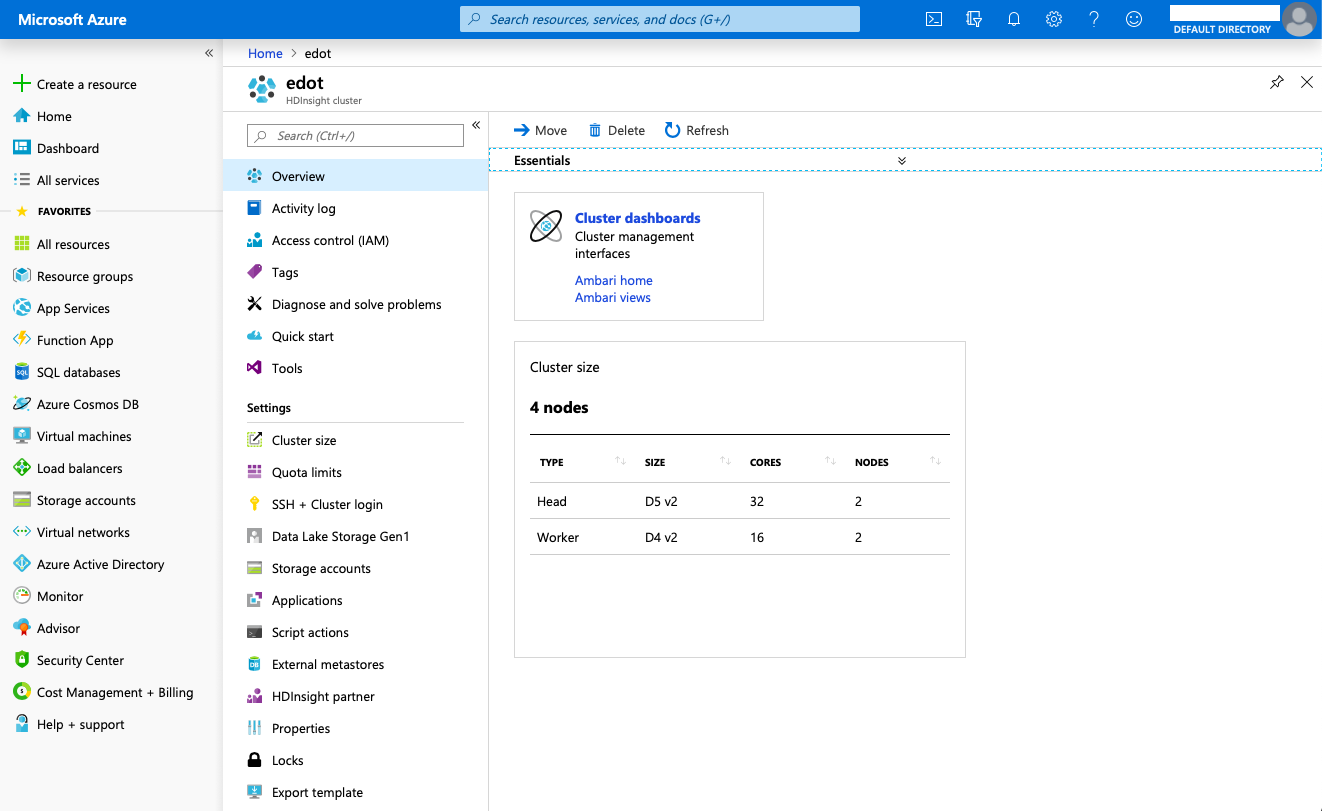 Microsoft Azure
Search resources, services, and docs (G+/)
DEFAULT DIRECTORY
Create a resource
Home
Dashboard
All services
FAVORITES
All resources
Resource groups
App Services
Function App
SQL databases
Azure Cosmos DB
Virtual machines
Load balancers
Storage accounts
Virtual networks
Azure Active Directory
Monitor
Advisor
Security Center
Cost Management + Billing
Help + support
Home > edot
edot
HDInsight cluster
Search (Ctrl+/)
Overview
Activity log
Access control (IAM)
Tags
Diagnose and solve problems
Quick start
Tools
Settings
Cluster size
Quota limits
SSH + Cluster login
Data Lake Storage Gen1
Storage accounts
Applications
Script actions
External metastores
HDInsight partner
Properties
Locks
Export template
Move Delete Refresh
Essentials
Cluster dashboards
Cluster management
interfaces
Ambari home
Ambari views
Cluster size
4 nodes
TYPE SIZE CORES NODES
Head D5 v2 32 2
Worker D4 v2 16 2